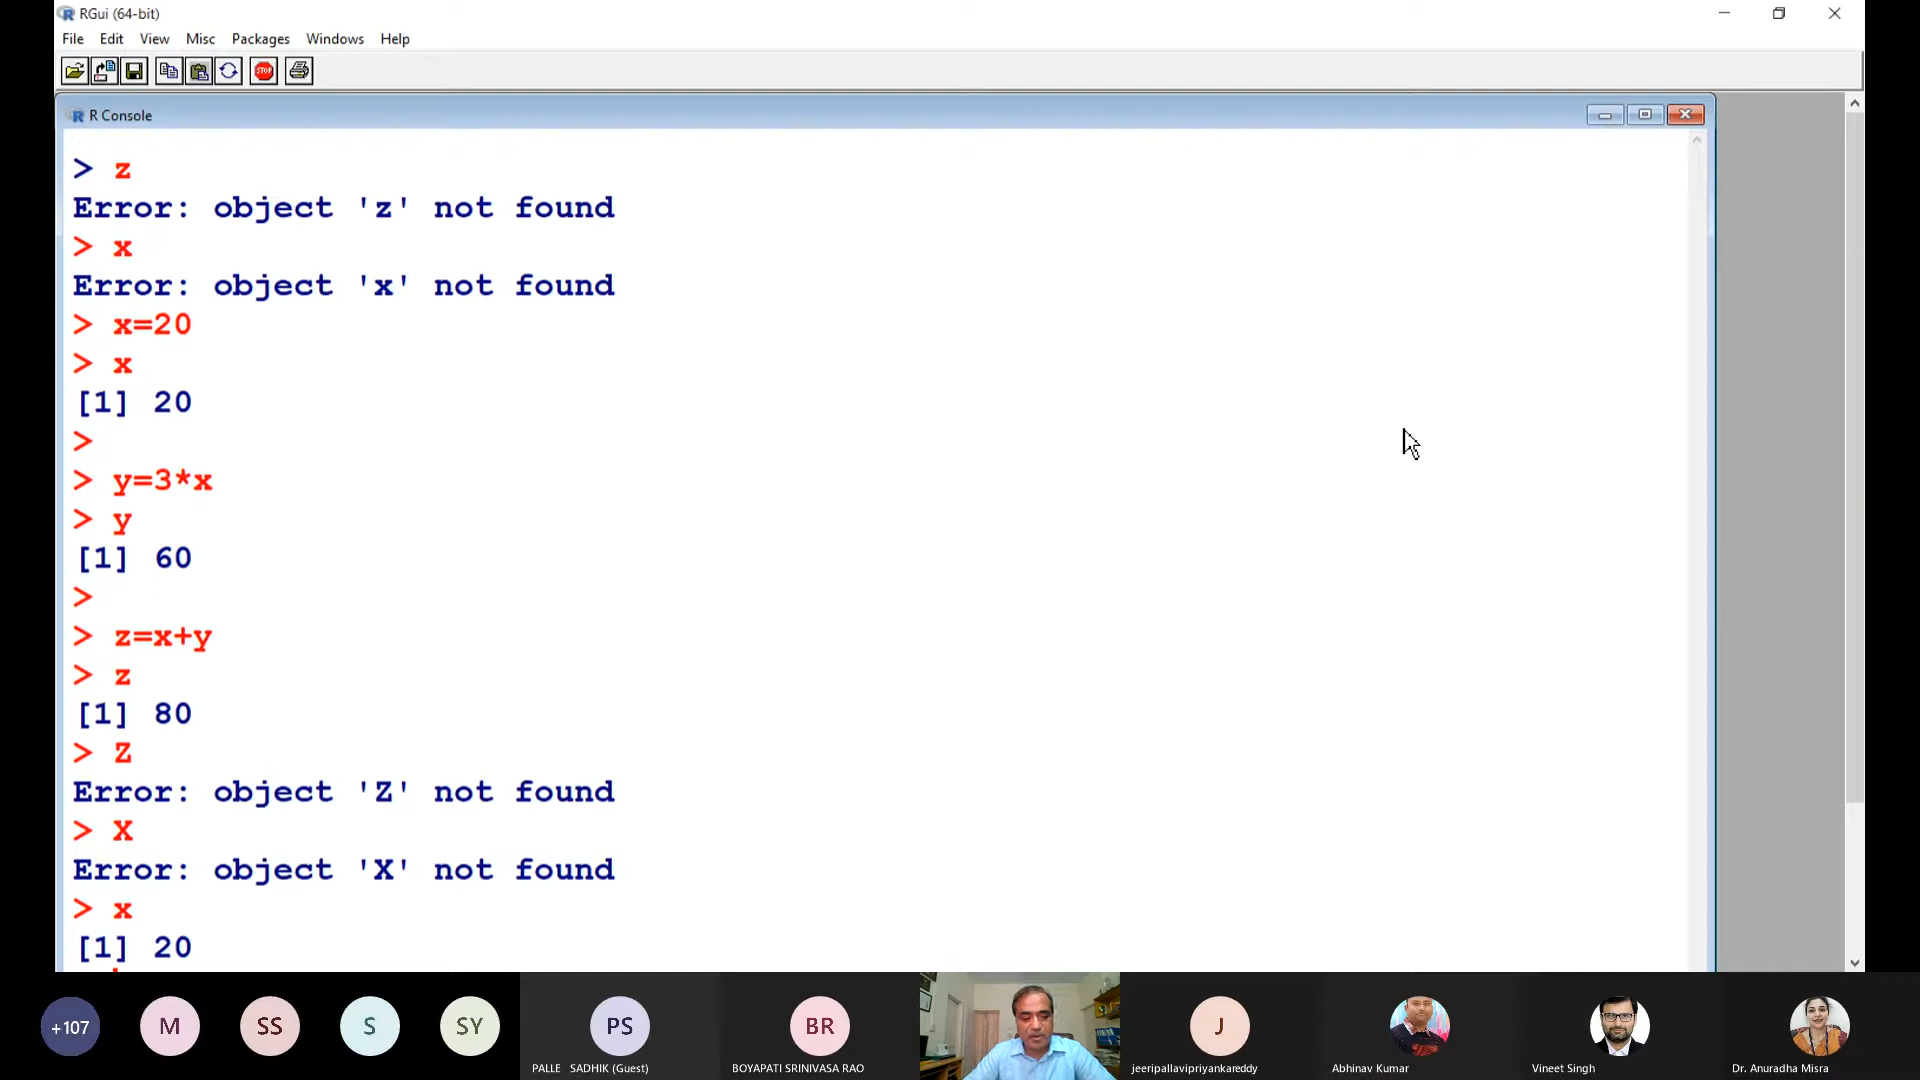 RGui (64-bit)
File Edit View Misc Packages Windows Help
STOP
R Console
> z
Error: object 'z' not found
> x
Error: object 'x' not found
> x=20
> x
[1] 20
>
> y=3*x
> y
[1] 60
>
> z=x+y
> z
[1] 80
> Z
Error: object 'Z' not found
> X
Error: object 'X' not found
> x
[1] 20
+107 M SS S SY PS BR J
PALLE SADHIK (Guest) BOYAPATI SRINIVASA RAO jeeripallavipriyankareddy Abhinav Kumar Vineet Singh Dr. Anuradha Misra